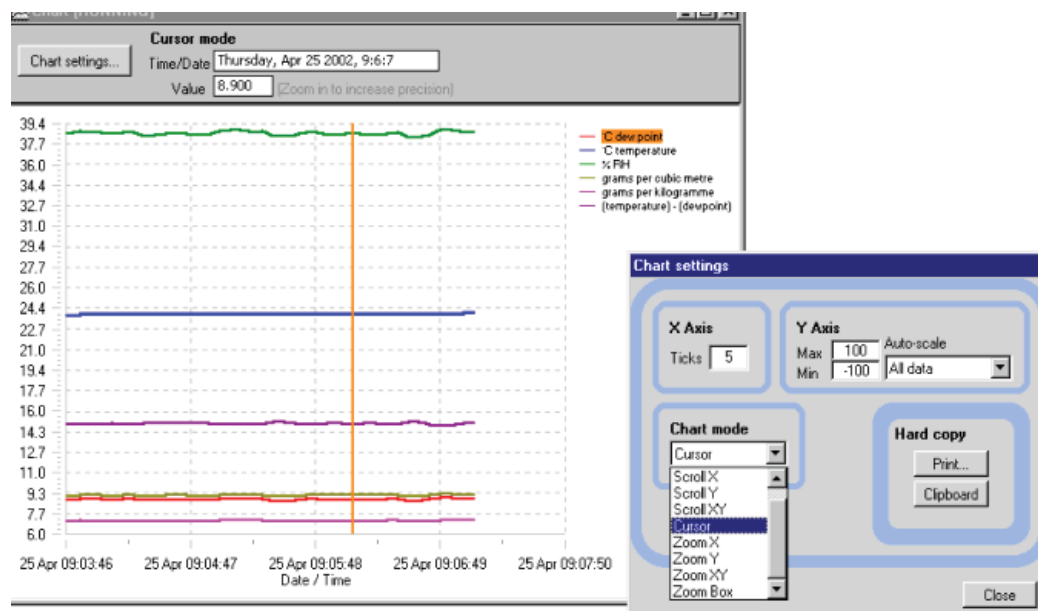 Chart [RUNNING]
Cursor mode
Chart settings...
Time/Date Thursday, Apr 25 2002, 9:6:7
Value 8.900 (Zoom in to increase precision)
39.4
37.7
36.0
34.4
32.7
31.0
29.4
27.7
26.0
24.4
22.7
21.0
19.4
17.7
16.0
14.3
12.7
11.0
9.3
7.7
6.0
°C dew point
°C temperature
% RH
grams per cubic metre
grams per kilogramme
(temperature) - (dewpoint)
25 Apr 09:03:46 25 Apr 09:04:47 25 Apr 09:05:48 25 Apr 09:06:49 25 Apr 09:07:50
Date / Time
Chart settings
X Axis
Ticks 5
Y Axis
Max 100
Min -100
Auto-scale
All data
Chart mode
Cursor
Scroll X
Scroll Y
Scroll XY
Cursor
Zoom X
Zoom Y
Zoom XY
Zoom Box
Hard copy
Print...
Clipboard
Close